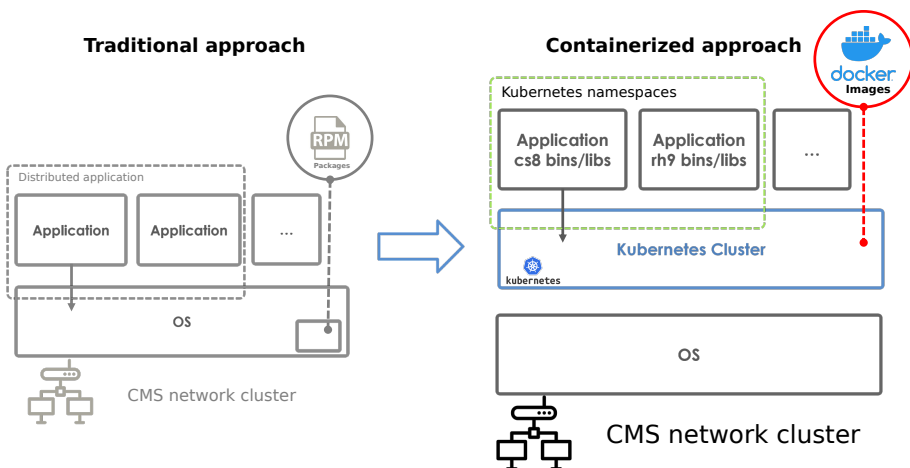 Traditional approach
RPM
Packages
Distributed application
Application
Application
...
OS
CMS network cluster
Containerized approach
docker
Images
Kubernetes namespaces
Application
cs8 bins/libs
Application
rh9 bins/libs
...
Kubernetes Cluster
kubernetes
OS
CMS network cluster